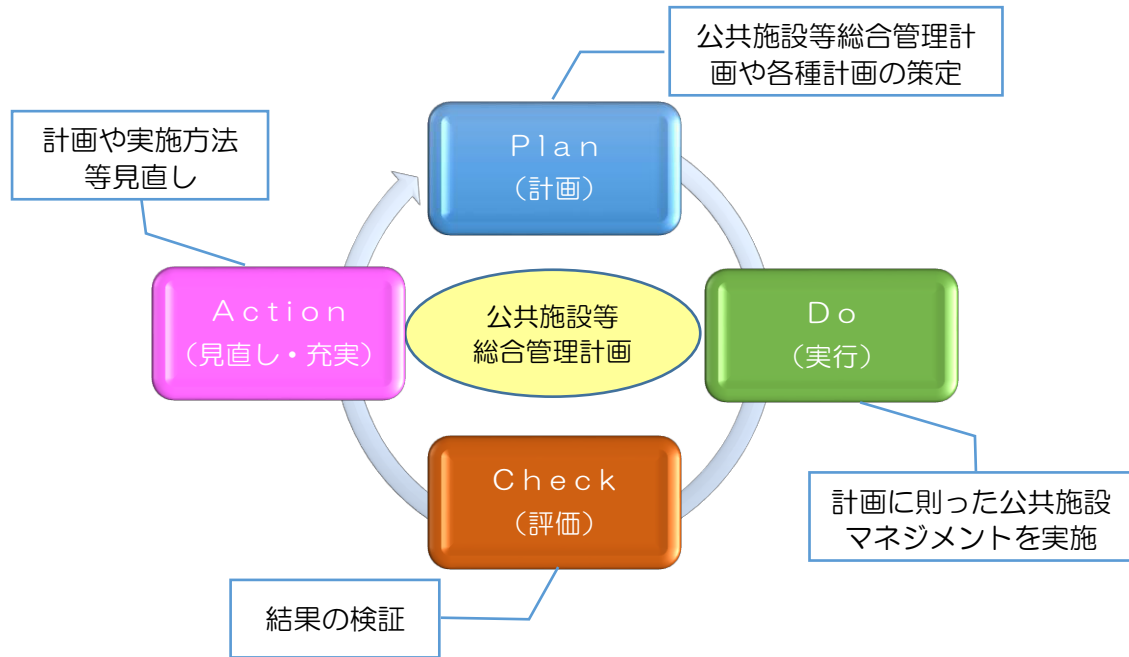 公共施設等総合管理計
画や各種計画の策定
計画や実施方法
等見直し
Plan
（計画）
Action
（見直し・充実）
公共施設等
総合管理計画
Do
（実行）
Check
（評価）
計画に則った公共施設
マネジメントを実施
結果の検証